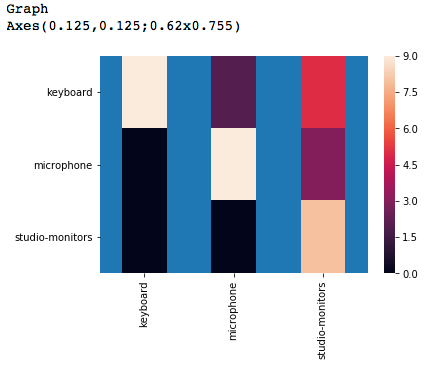 Graph
Axes(0.125,0.125;0.62x0.755)
keyboard
microphone
studio-monitors
keyboard
microphone
studio-monitors
9.0
7.5
6.0
4.5
3.0
1.5
0.0